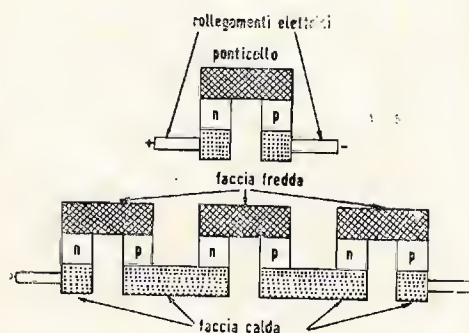 collegamenti elettrici
ponticello
n p
+ -
faccia fredda
n p n p n p
faccia calda